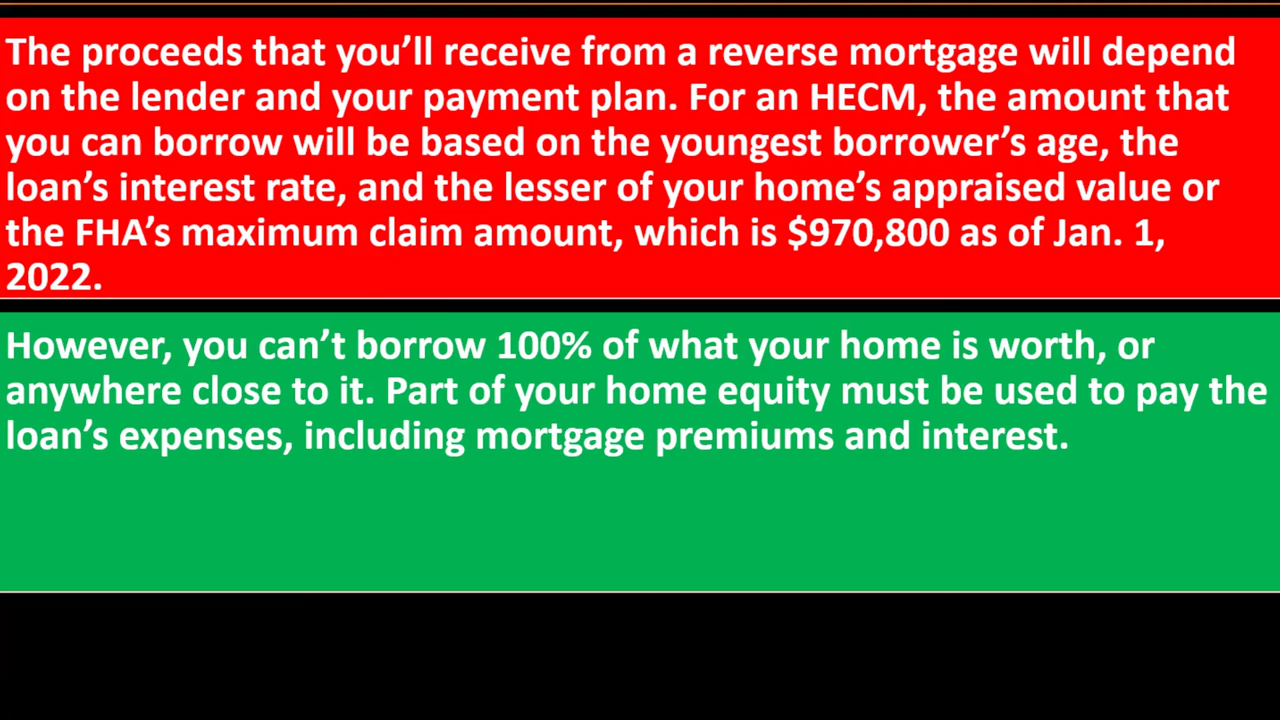 The proceeds that you’ll receive from a reverse mortgage will depend
on the lender and your payment plan. For an HECM, the amount that
you can borrow will be based on the youngest borrower’s age, the
loan’s interest rate, and the lesser of your home’s appraised value or
the FHA’s maximum claim amount, which is $970,800 as of Jan. 1,
2022.
However, you can’t borrow 100% of what your home is worth, or
anywhere close to it. Part of your home equity must be used to pay the
loan’s expenses, including mortgage premiums and interest.